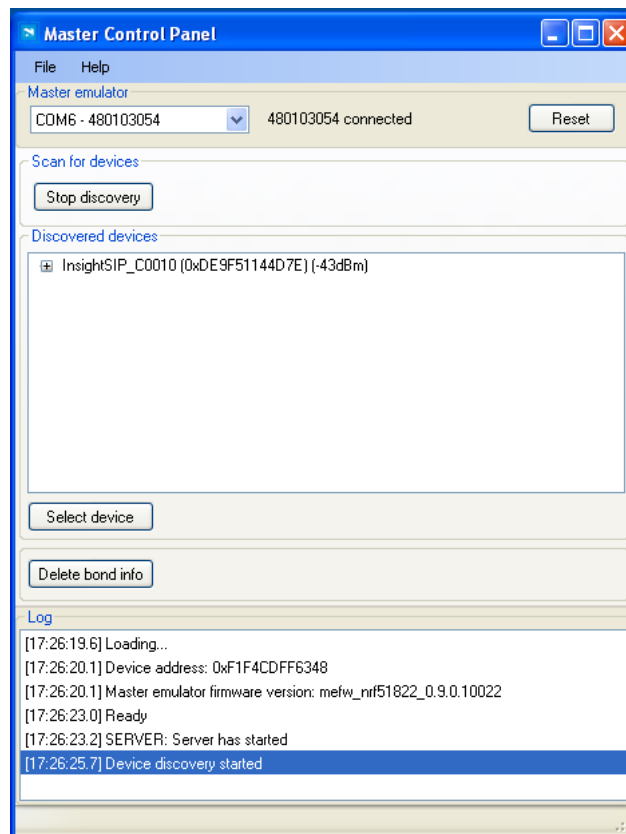 Master Control Panel
File Help
Master emulator
COM6 - 480103054 480103054 connected Reset
Scan for devices
Stop discovery
Discovered devices
InsightSIP_C0010 (0xDE9F51144D7E) (-43dBm)
Select device
Delete bond info
Log
[17:26:19.6] Loading...
[17:26:20.1] Device address: 0xF1F4CDFF6348
[17:26:20.1] Master emulator firmware version: mefw_nrf51822_0.9.0.10022
[17:26:23.0] Ready
[17:26:23.2] SERVER: Server has started
[17:26:25.7] Device discovery started